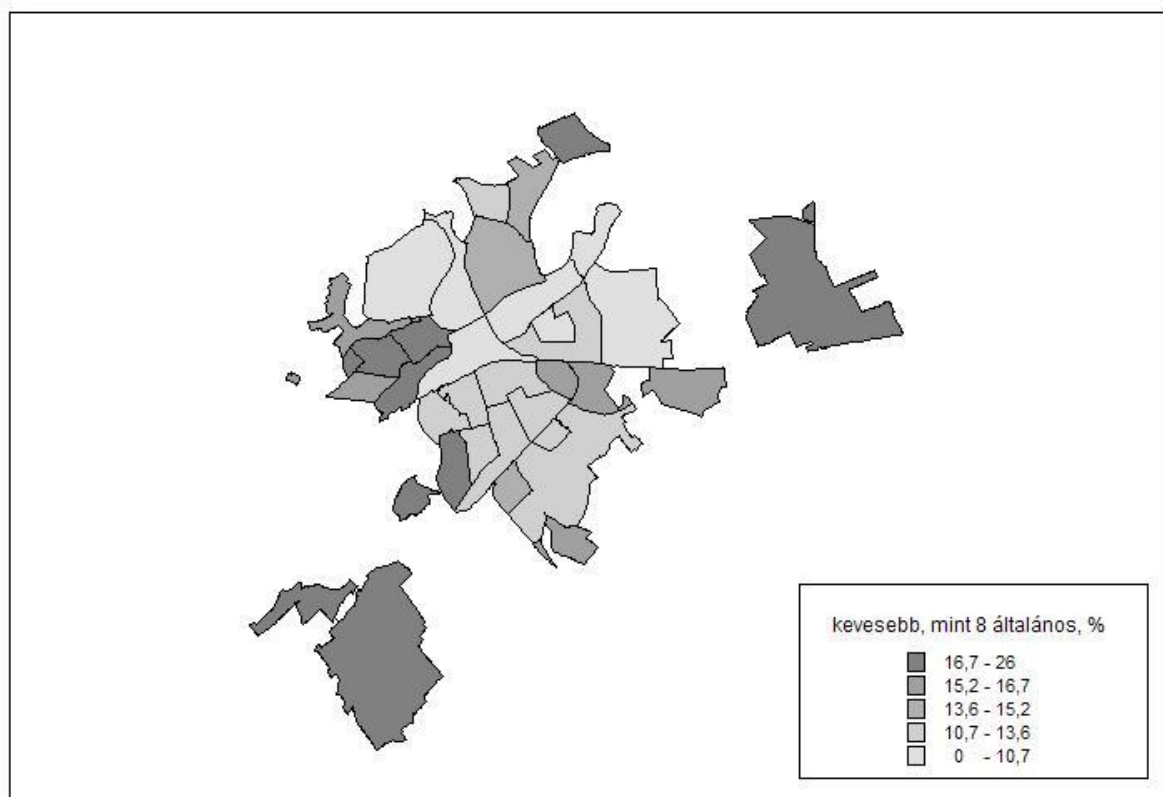 kevesebb, mint 8 általános, %
16,7 - 26
15,2 - 16,7
13,6 - 15,2
10,7 - 13,6
0 - 10,7